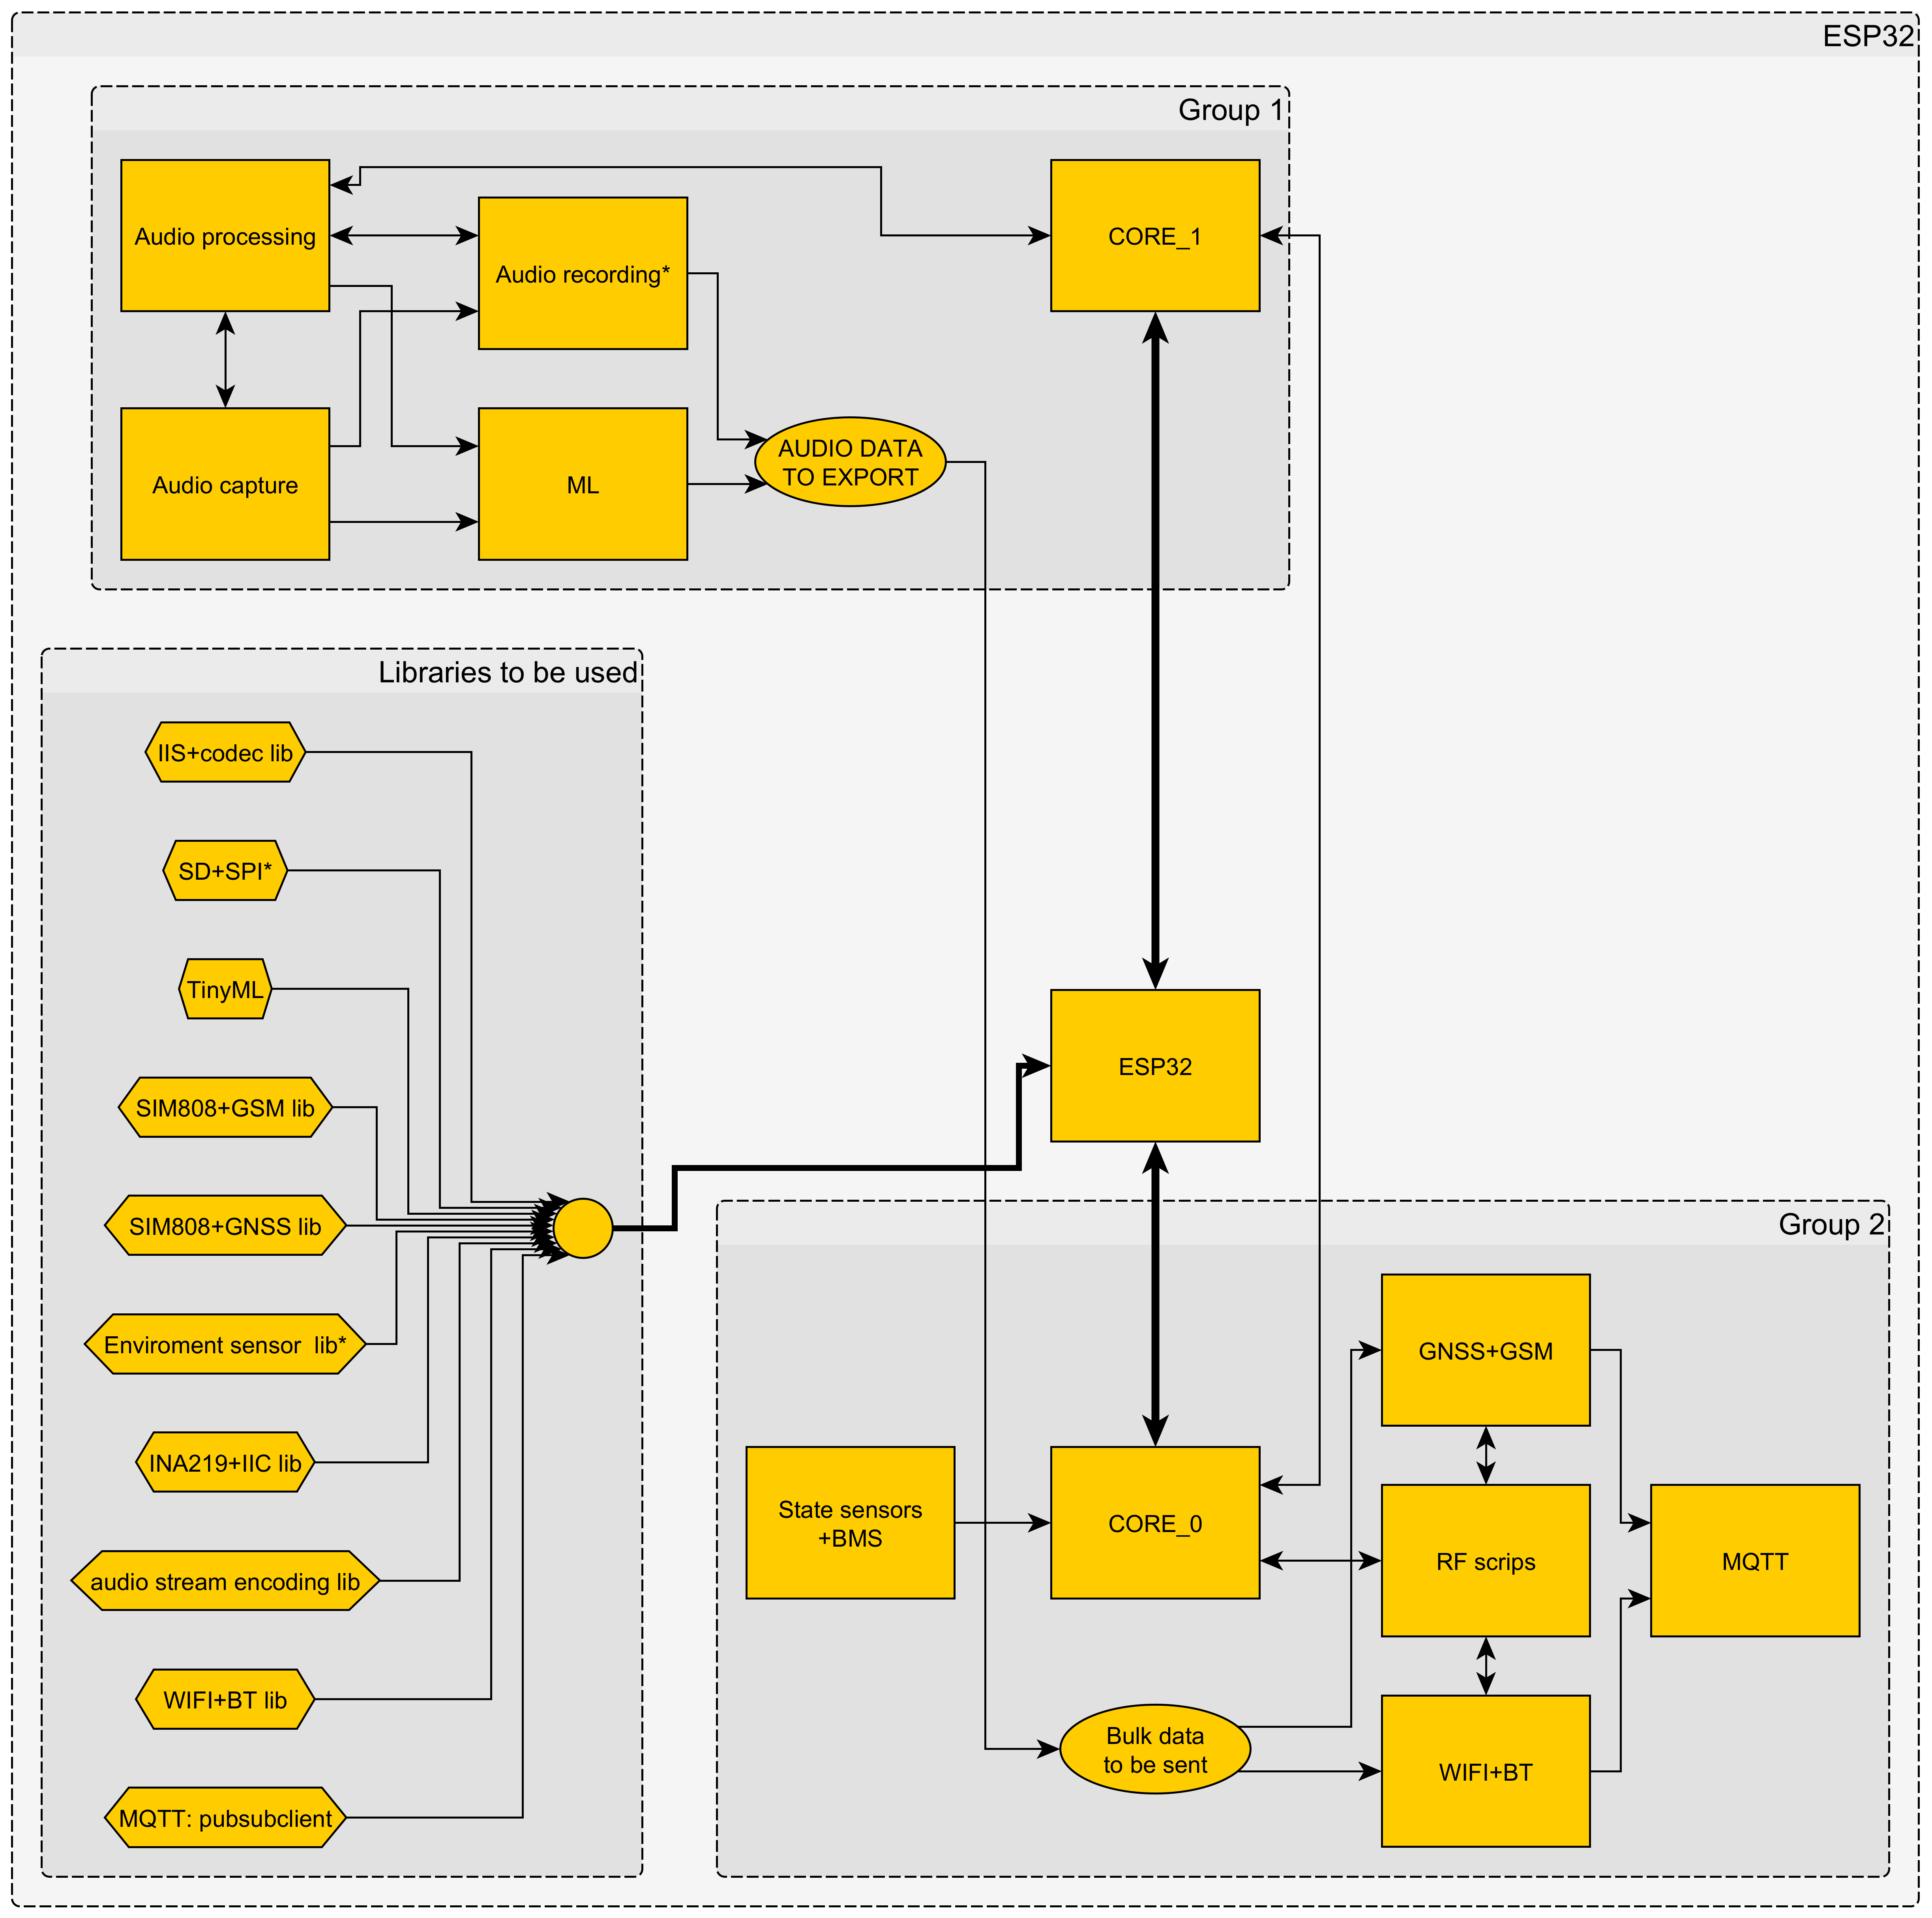 ESP32
Group 1
Audio processing
Audio recording*
CORE_1
Audio capture
ML
AUDIO DATA
TO EXPORT
Libraries to be used
IIS+codec lib
SD+SPI*
TinyML
SIM808+GSM lib
SIM808+GNSS lib
Enviroment sensor  lib*
INA219+IIC lib
audio stream encoding lib
WIFI+BT lib
MQTT: pubsubclient
ESP32
Group 2
GNSS+GSM
State sensors
+BMS
CORE_0
RF scrips
MQTT
Bulk data
to be sent
WIFI+BT